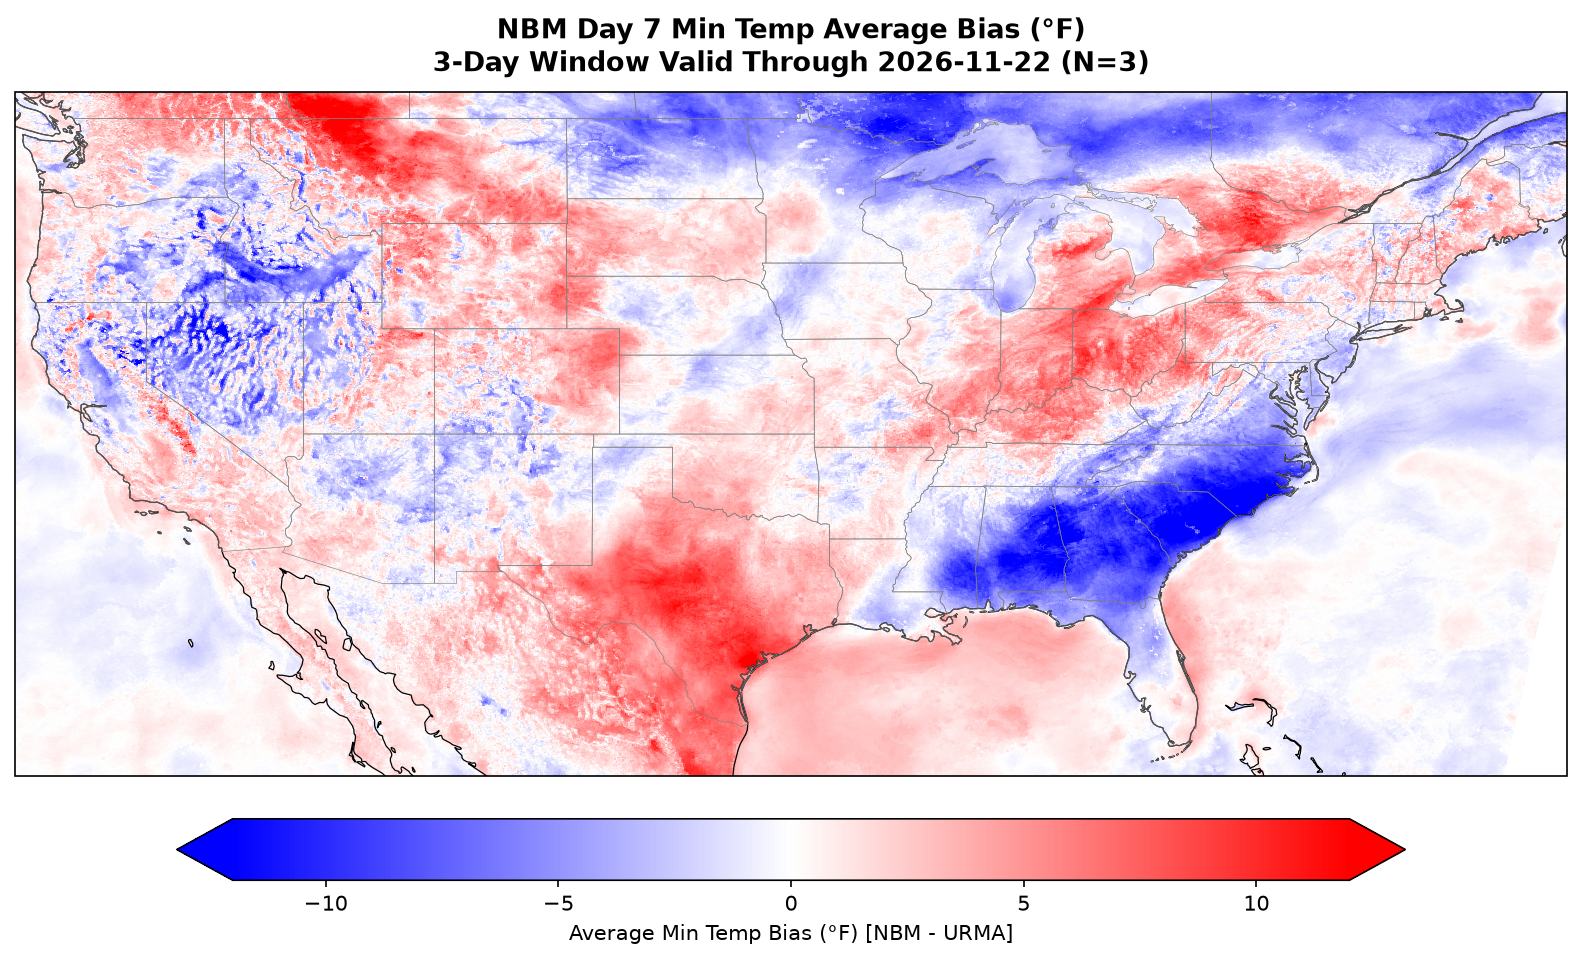 NBM Day 7 Min Temp Average Bias (°F)
3-Day Window Valid Through 2026-11-22 (N=3)
−10 −5 0 5 10
Average Min Temp Bias (°F) [NBM - URMA]